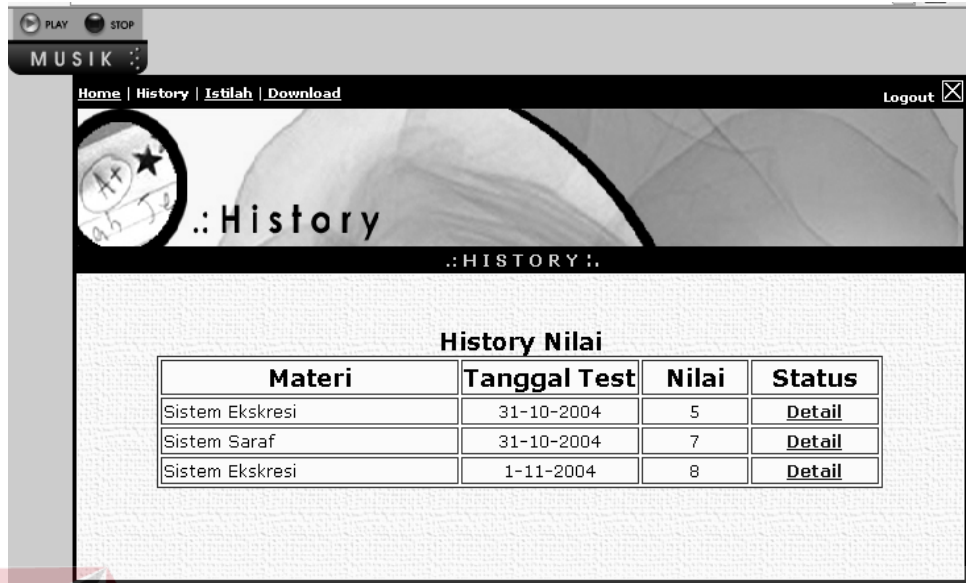 PLAY STOP
MUSIK
Home | History | Istilah | Download
Logout
A+
.:History
.:HISTORY:.
History Nilai
Materi Tanggal Test Nilai Status
Sistem Ekskresi 31-10-2004 5 Detail
Sistem Saraf 31-10-2004 7 Detail
Sistem Ekskresi 1-11-2004 8 Detail